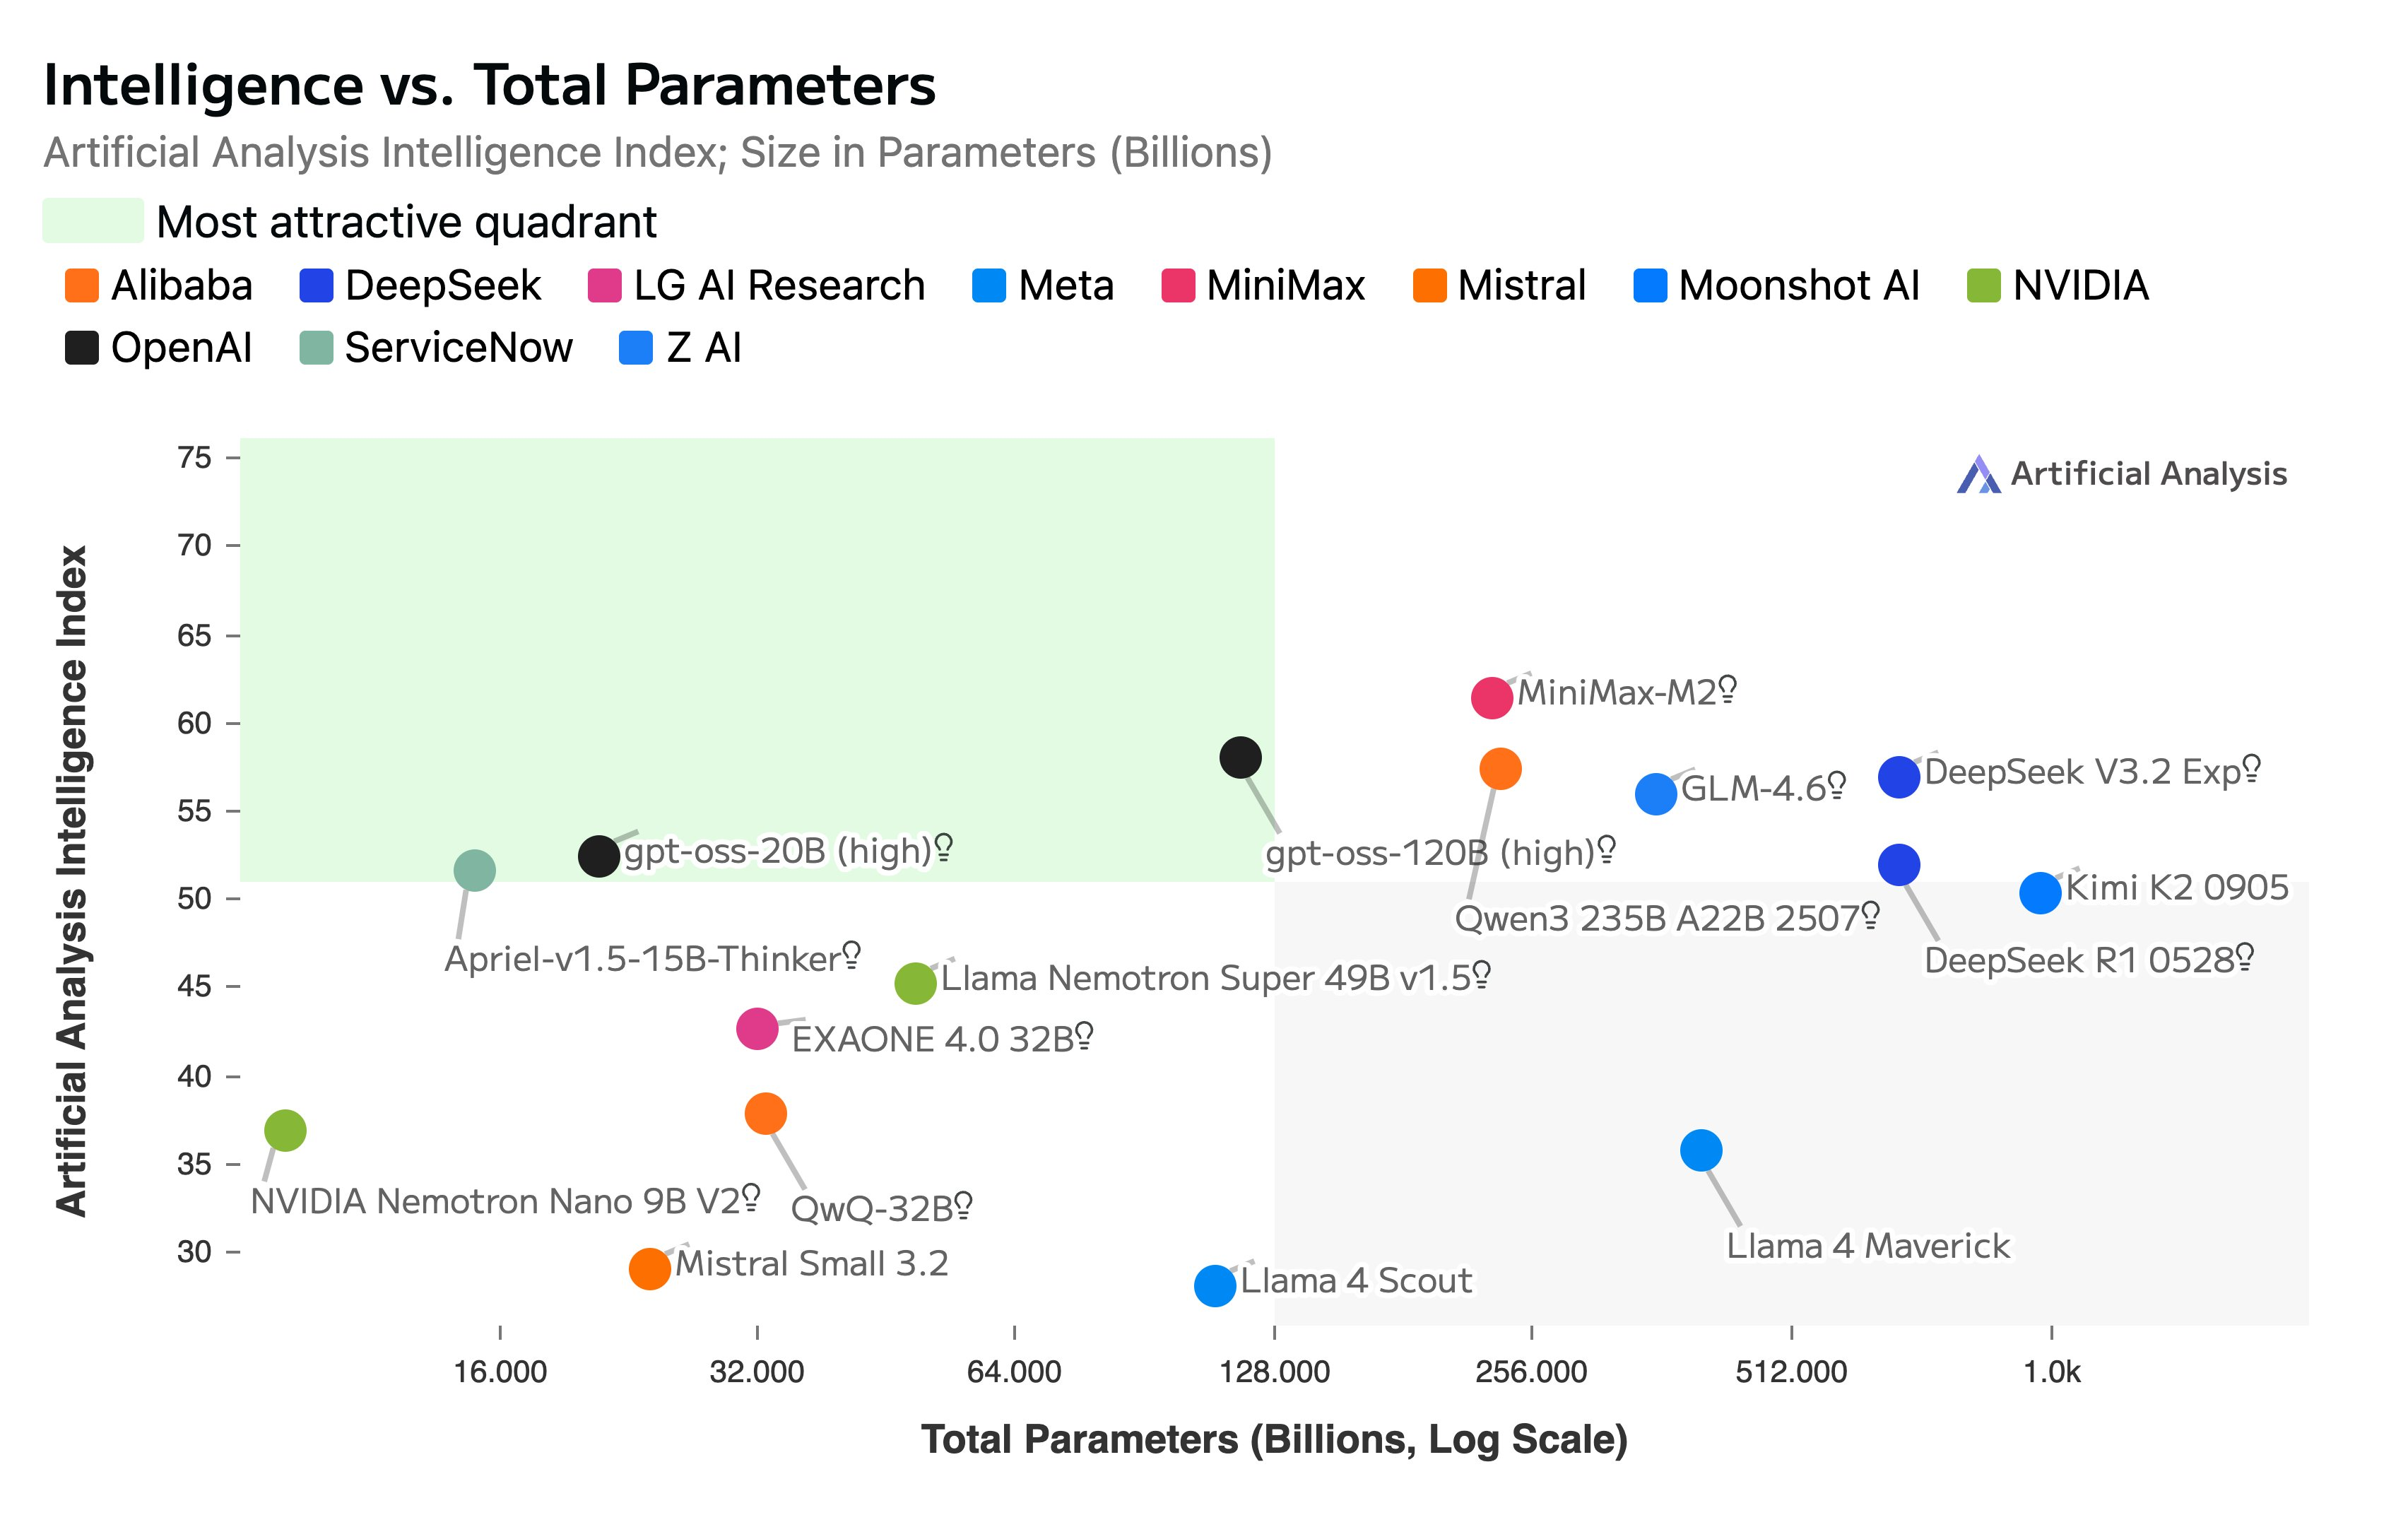 Intelligence vs. Total Parameters
Artificial Analysis Intelligence Index; Size in Parameters (Billions)
Most attractive quadrant
Alibaba DeepSeek LG AI Research Meta MiniMax Mistral Moonshot AI NVIDIA
OpenAI ServiceNow Z AI
Artificial Analysis Intelligence Index
75
Artificial Analysis
70
65
MiniMax-M2
60
DeepSeek V3.2 Exp
GLM-4.6
55
gpt-oss-20B (high)
gpt-oss-120B (high)
Kimi K2 0905
50
Qwen3 235B A22B 2507
Apriel-v1.5-15B-Thinker
DeepSeek R1 0528
Llama Nemotron Super 49B v1.5
45
EXAONE 4.0 32B
40
35
NVIDIA Nemotron Nano 9B V2
QwQ-32B
Llama 4 Maverick
30
Mistral Small 3.2
Llama 4 Scout
16.000 32.000 64.000 128.000 256.000 512.000 1.0k
Total Parameters (Billions, Log Scale)